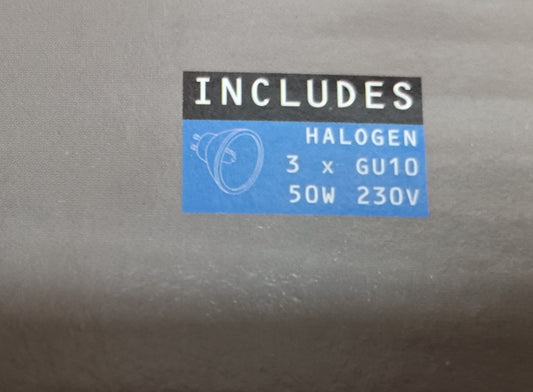 INCLUDES
HALOGEN
3 x GU10
50W 230V